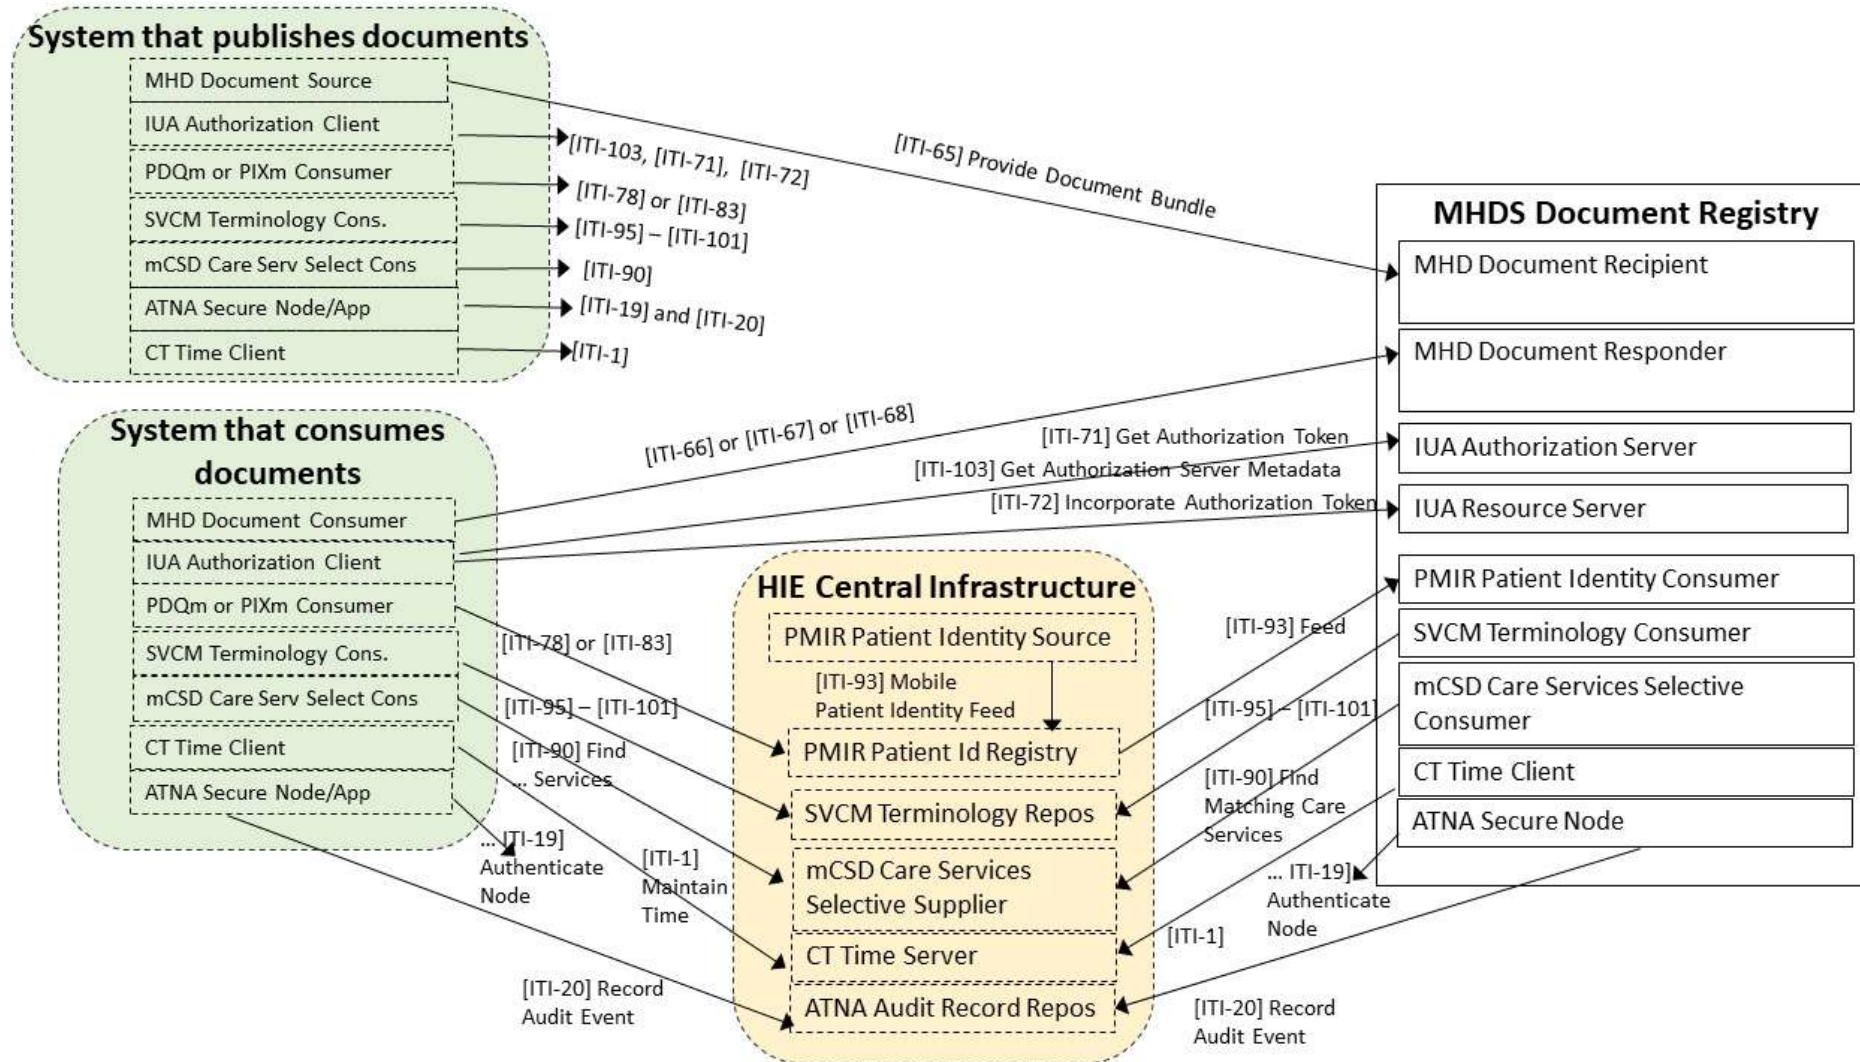 System that publishes documents
MHD Document Source
IUA Authorization Client
PDQm or PIXm Consumer
SVCM Terminology Cons.
mCSD Care Serv Select Cons
ATNA Secure Node/App
CT Time Client
[ITI-103, [ITI-71], [ITI-72]
[ITI-78] or [ITI-83]
[ITI-95] – [ITI-101]
[ITI-90]
[ITI-19] and [ITI-20]
[ITI-1]
[ITI-65] Provide Document Bundle
System that consumes
documents
MHD Document Consumer
IUA Authorization Client
PDQm or PIXm Consumer
SVCM Terminology Cons.
mCSD Care Serv Select Cons
CT Time Client
ATNA Secure Node/App
[ITI-66] or [ITI-67] or [ITI-68]
[ITI-71] Get Authorization Token
[ITI-103] Get Authorization Server Metadata
[ITI-72] Incorporate Authorization Token
[ITI-78] or [ITI-83]
[ITI-95] – [ITI-101]
[ITI-90] Find
... Services
... ITI-19]
Authenticate
Node
[ITI-1]
Maintain
Time
[ITI-20] Record
Audit Event
HIE Central Infrastructure
PMIR Patient Identity Source
[ITI-93] Mobile
Patient Identity Feed
PMIR Patient Id Registry
SVCM Terminology Repos
mCSD Care Services
Selective Supplier
CT Time Server
ATNA Audit Record Repos
[ITI-93] Feed
[ITI-95] – [ITI-101]
[ITI-90] FInd
Matching Care
Services
... ITI-19]
Authenticate
Node
[ITI-1]
[ITI-20] Record
Audit Event
MHDS Document Registry
MHD Document Recipient
MHD Document Responder
IUA Authorization Server
IUA Resource Server
PMIR Patient Identity Consumer
SVCM Terminology Consumer
mCSD Care Services Selective
Consumer
CT Time Client
ATNA Secure Node